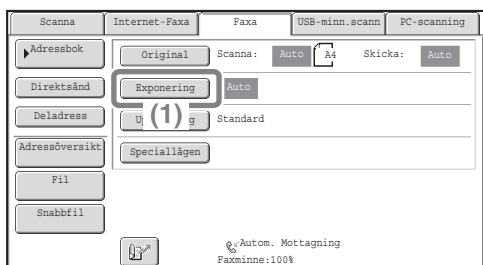 Scanna Internet-Faxa Faxa USB-minn.scann PC-scanning
Adressbok Original Scanna: Auto A4 Skicka: Auto
Direktsänd Exponering Auto
Deladress (1) Standard
Adressöversikt Speciallägen
Fil
Snabbfil
Autom. Mottagning
Faxminne:100%